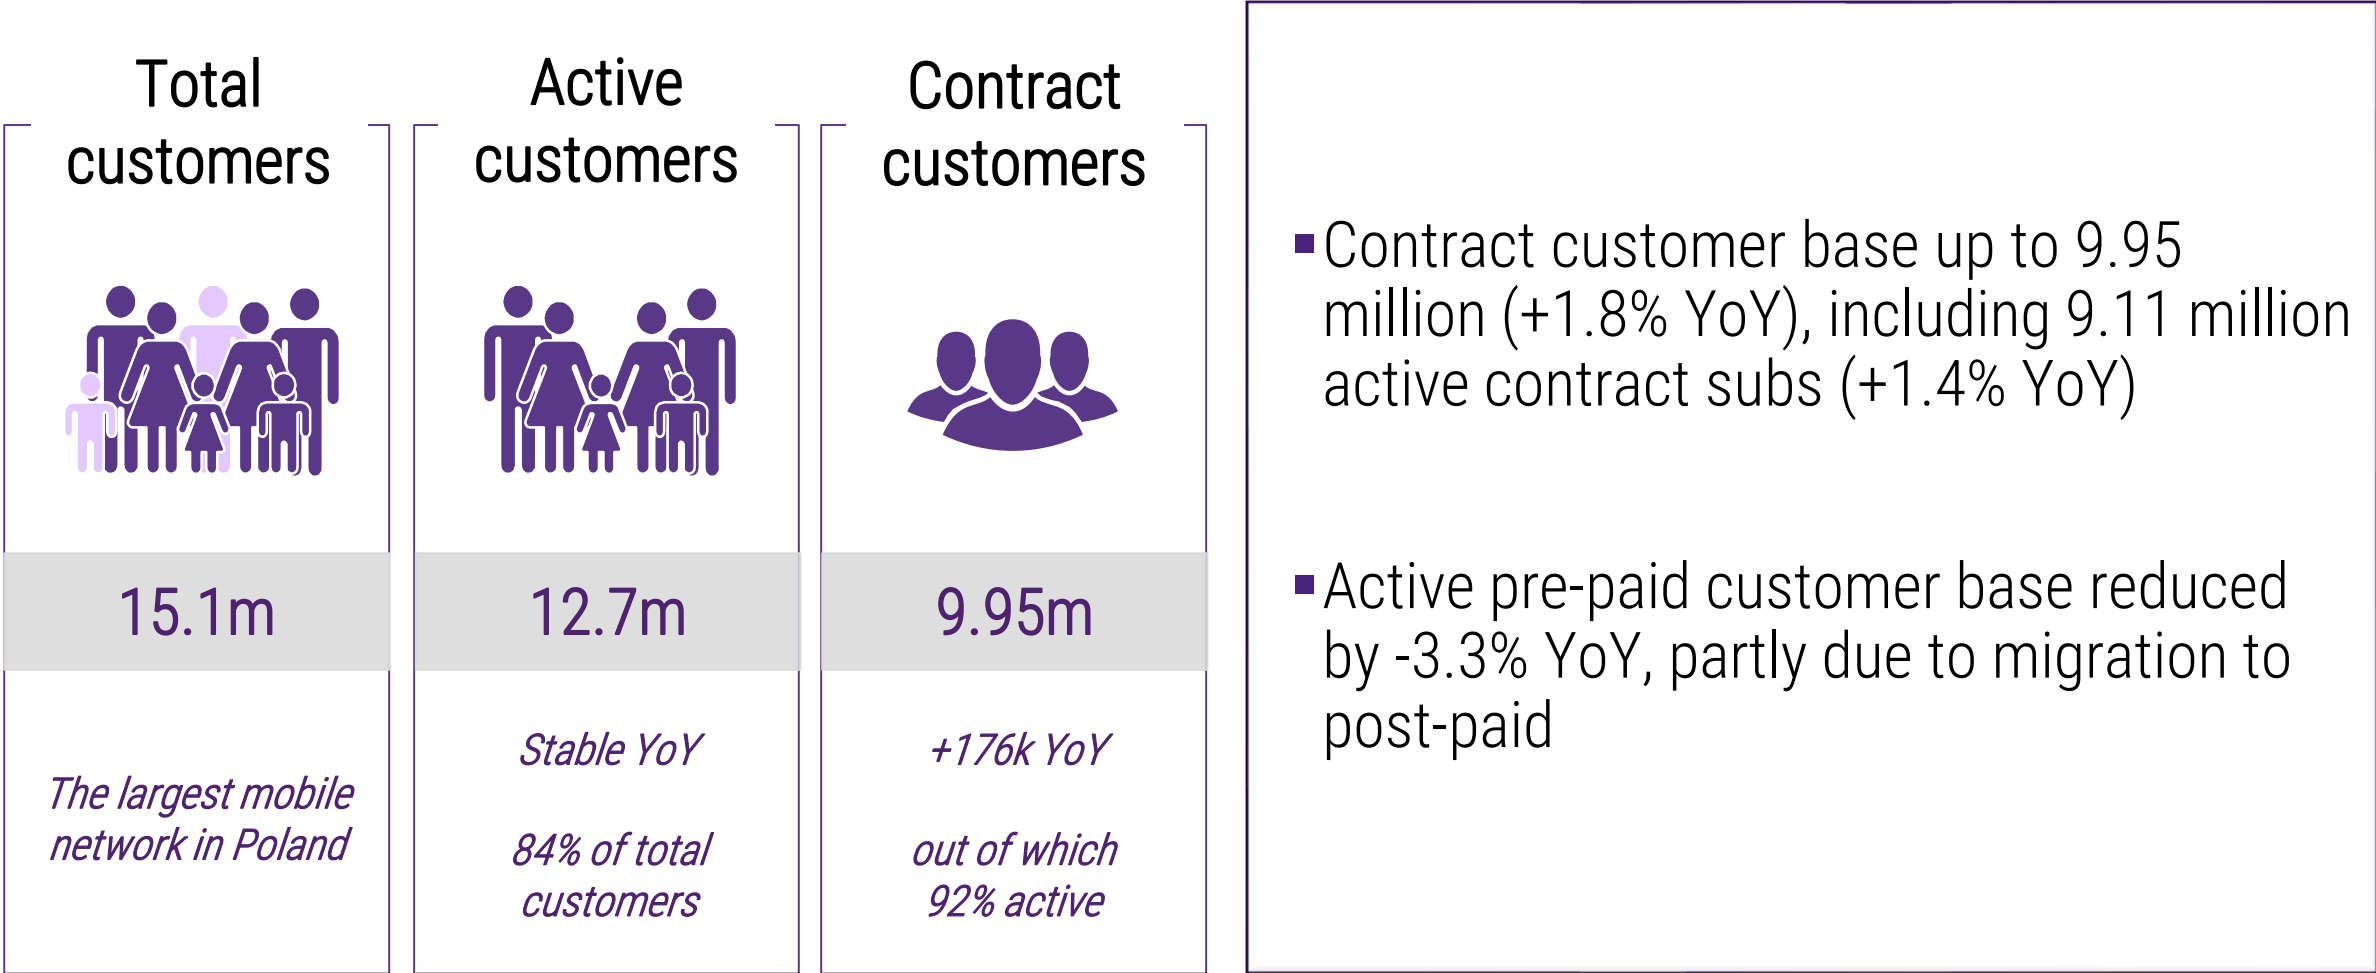 Total
customers
15.1m
The largest mobile
network in Poland
Active
customers
12.7m
Stable YoY
84% of total
customers
Contract
customers
9.95m
+176k YoY
out of which
92% active
▪Contract customer base up to 9.95
million (+1.8% YoY), including 9.11 million
active contract subs (+1.4% YoY)
▪Active pre-paid customer base reduced
by -3.3% YoY, partly due to migration to
post-paid